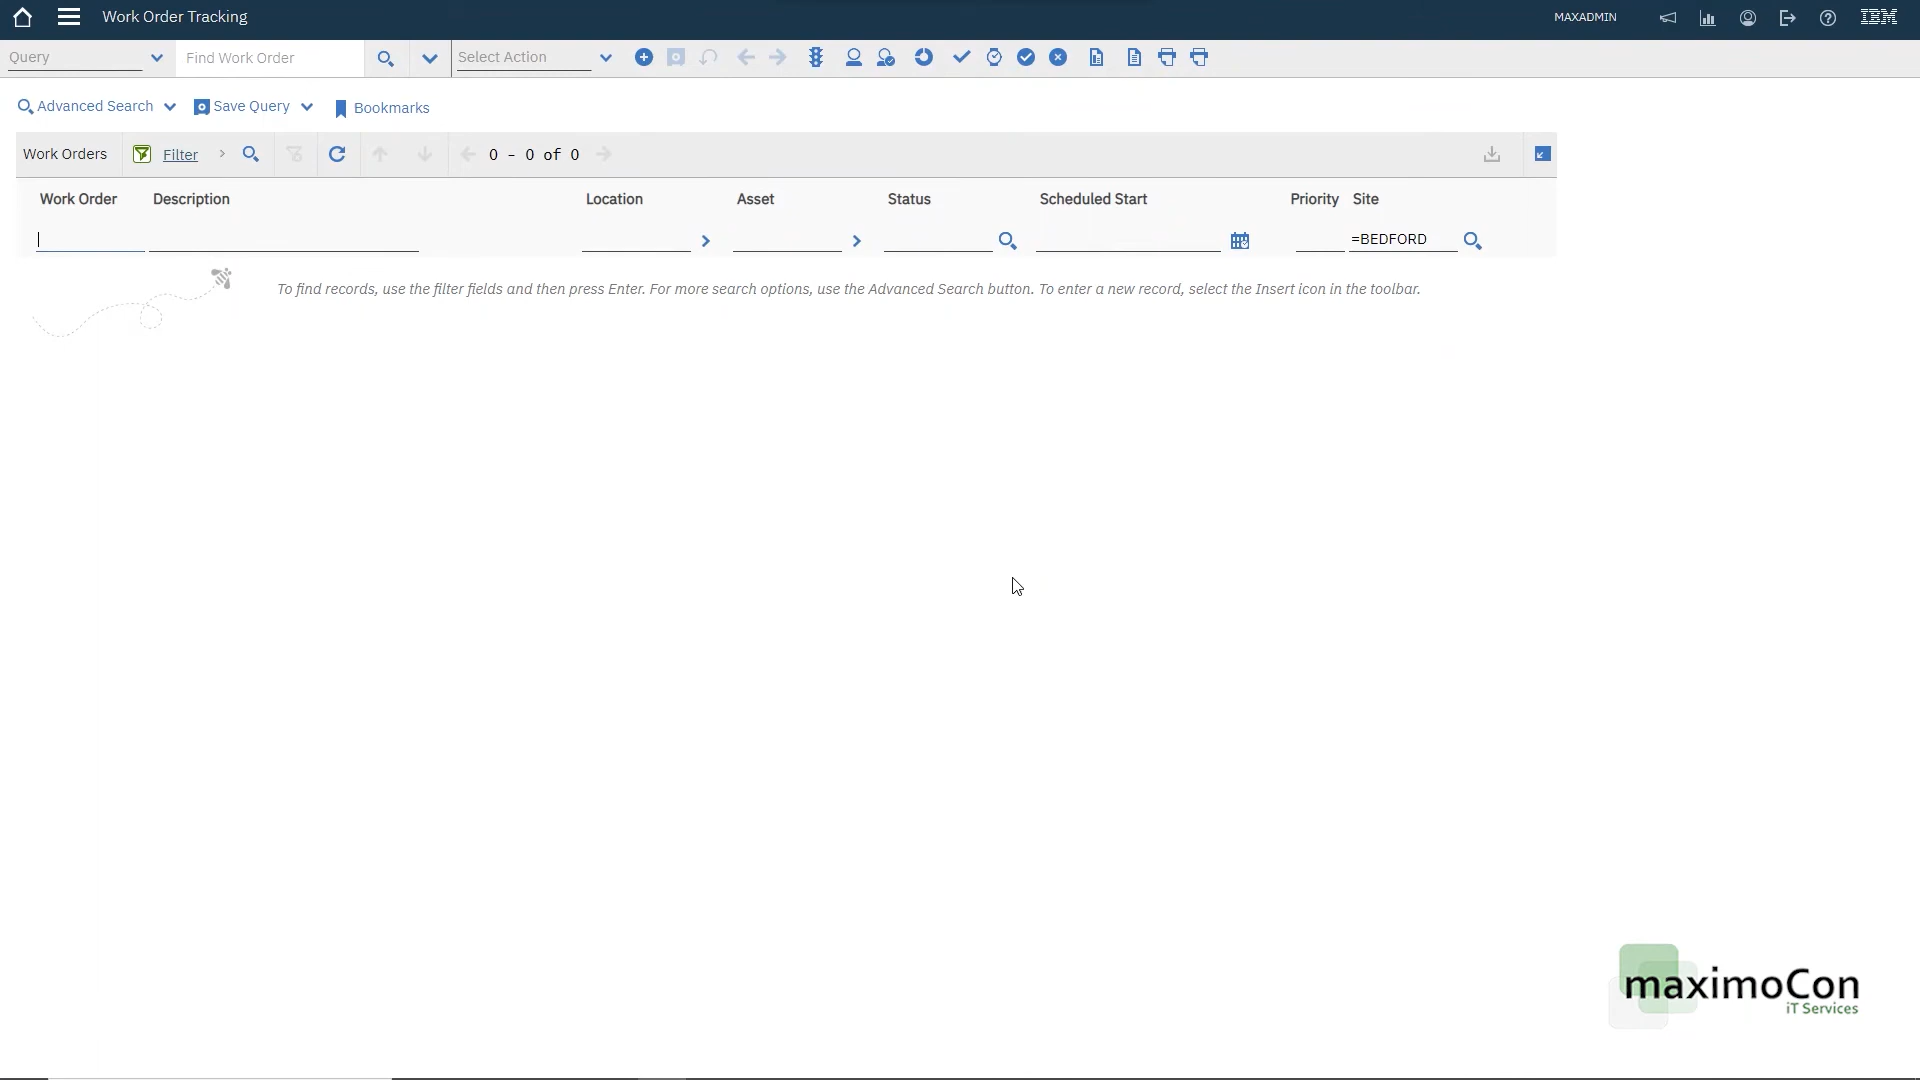 Work Order Tracking
MAXADMIN
IBM
Query
Find Work Order
Select Action
Advanced Search
Save Query
Bookmarks
Work Orders
Filter
0 - 0 of 0
Work Order
Description
Location
Asset
Status
Scheduled Start
Priority
Site
=BEDFORD
To find records, use the filter fields and then press Enter. For more search options, use the Advanced Search button. To enter a new record, select the Insert icon in the toolbar.
maximoCon
iT Services